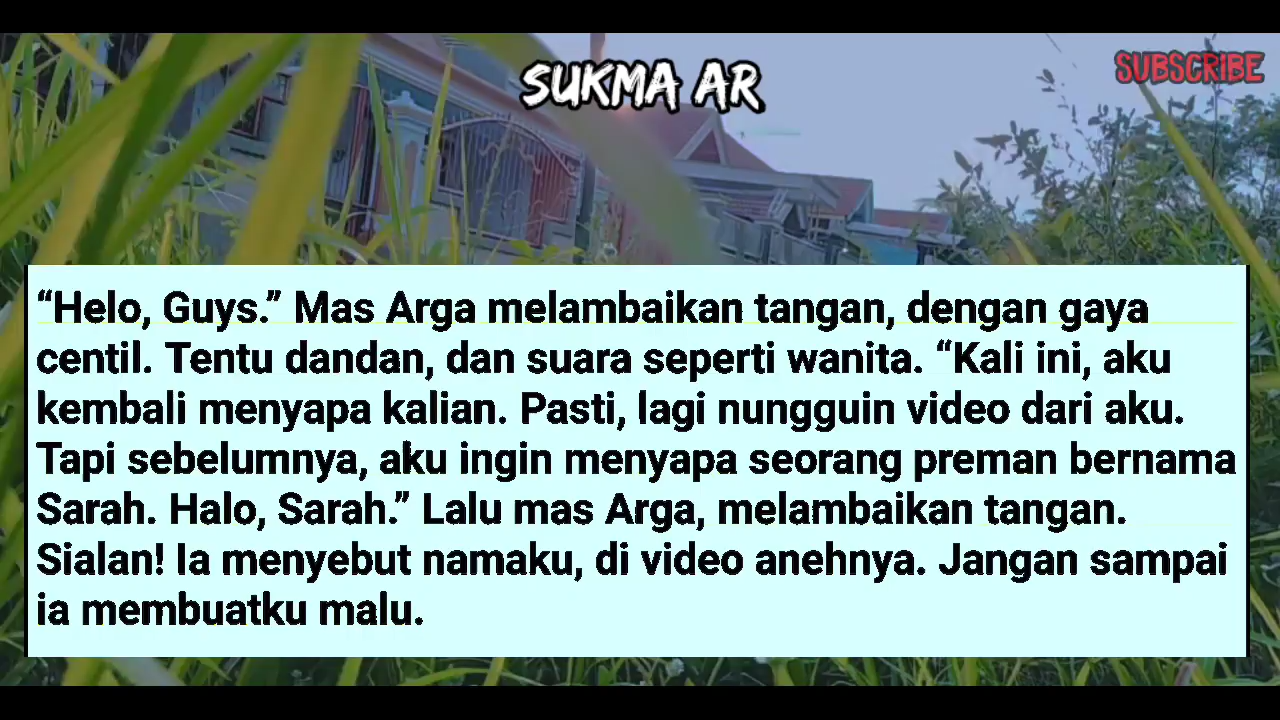 SUKMA AR
SUBSCRIBE
“Helo, Guys.” Mas Arga melambaikan tangan, dengan gaya
centil. Tentu dandan, dan suara seperti wanita. “Kali ini, aku
kembali menyapa kalian. Pasti, lagi nungguin video dari aku.
Tapi sebelumnya, aku ingin menyapa seorang preman bernama
Sarah. Halo, Sarah.” Lalu mas Arga, melambaikan tangan.
Sialan! Ia menyebut namaku, di video anehnya. Jangan sampai
ia membuatku malu.